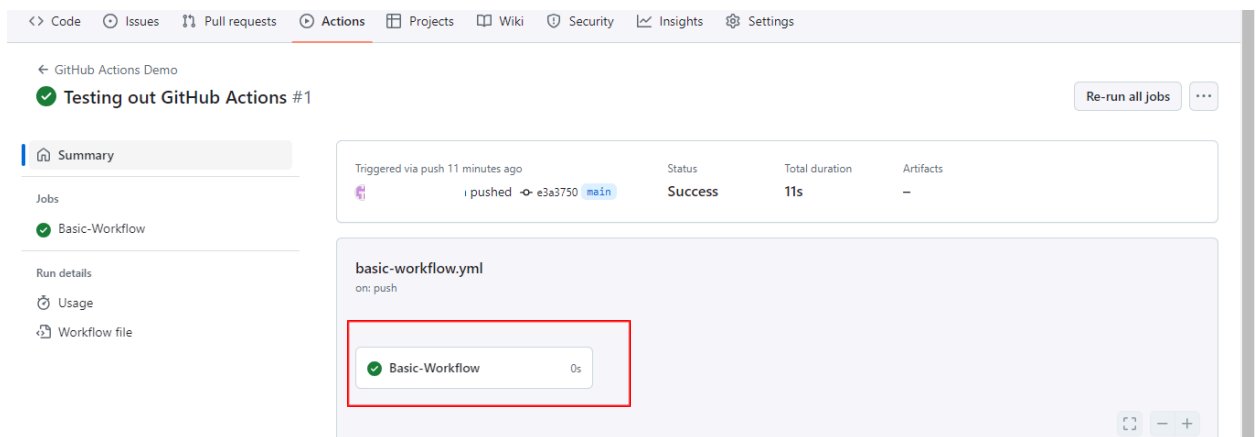 <> Code Issues Pull requests Actions Projects Wiki Security Insights Settings
← GitHub Actions Demo
Testing out GitHub Actions #1
Re-run all jobs ...
Summary
Jobs
Basic-Workflow
Run details
Usage
Workflow file
Triggered via push 11 minutes ago
pushed e3a3750 main
Status
Success
Total duration
11s
Artifacts
–
basic-workflow.yml
on: push
Basic-Workflow 0s